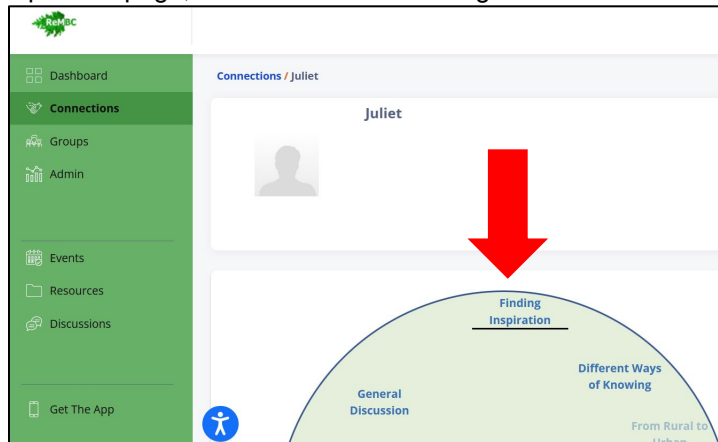 ReMBC
Dashboard
Connections
Groups
Admin
Events
Resources
Discussions
Get The App
Connections / Juliet
Juliet
Finding
Inspiration
Different Ways
of Knowing
General
Discussion
From Rural to
Urban